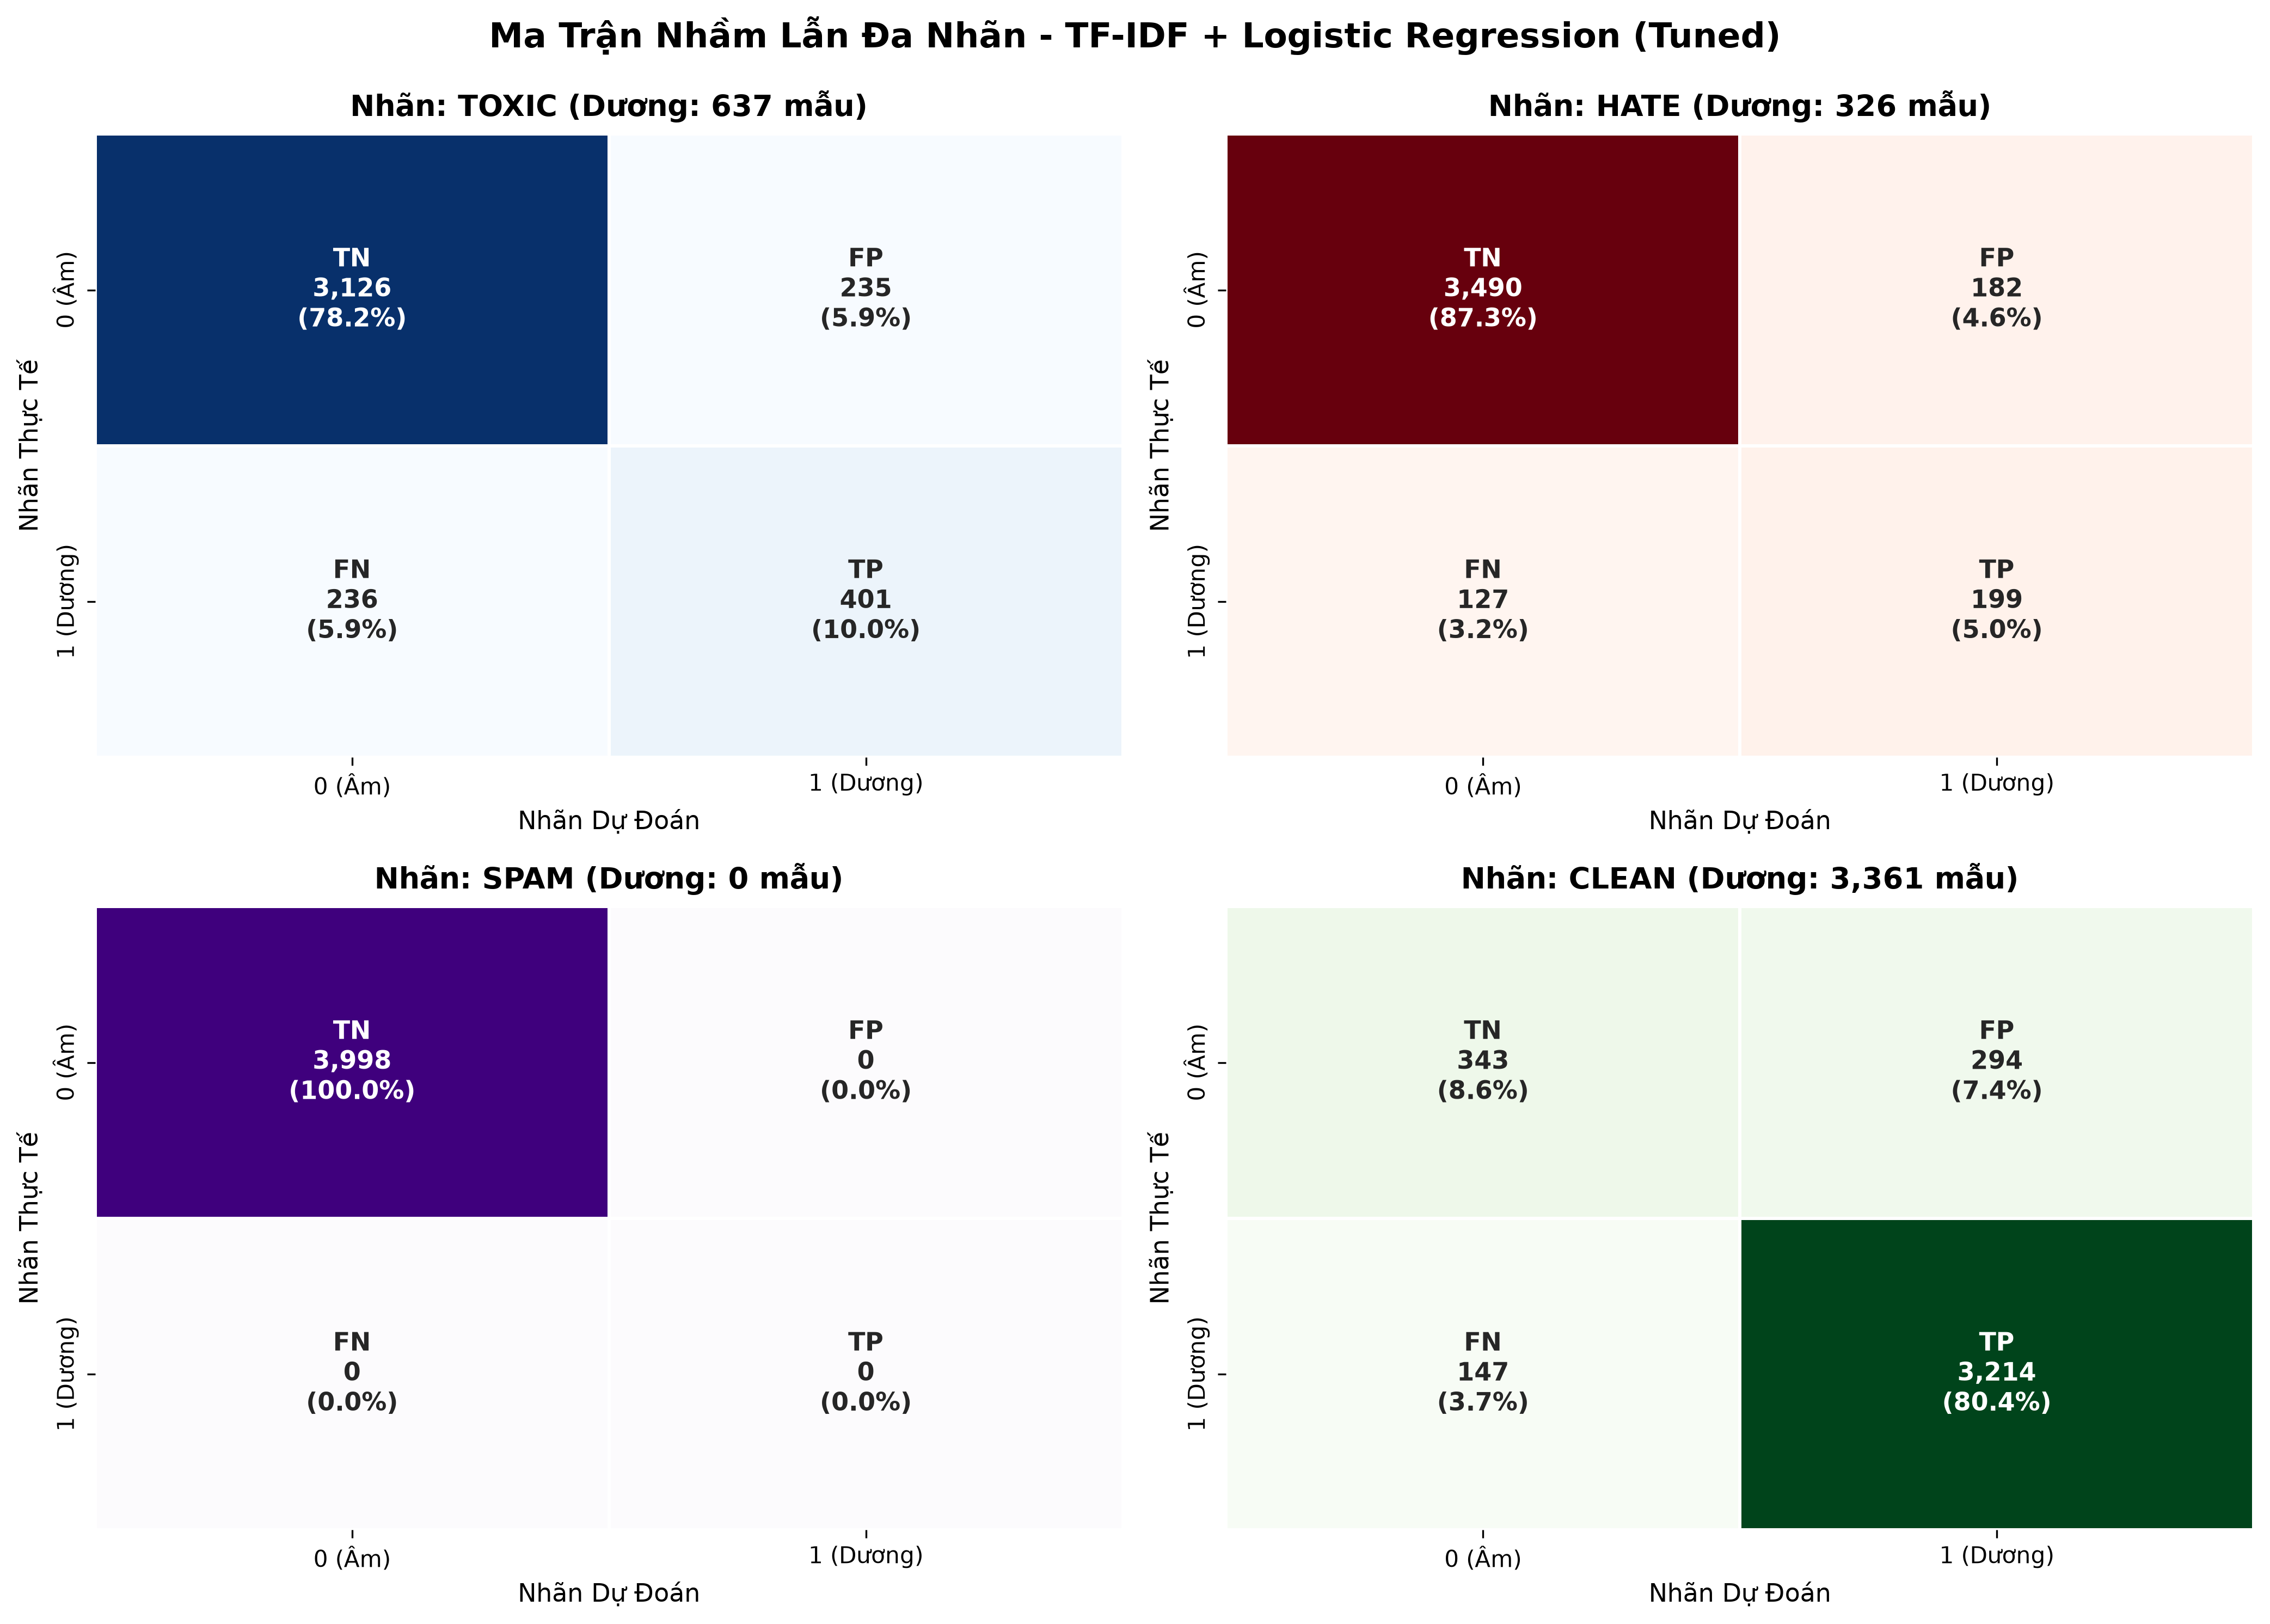 Ma Trận Nhầm Lẫn Đa Nhãn - TF-IDF + Logistic Regression (Tuned)
Nhãn: TOXIC (Dương: 637 mẫu)
Nhãn Thực Tế
0 (Âm)
1 (Dương)
TN
3,126
(78.2%)
FP
235
(5.9%)
FN
236
(5.9%)
TP
401
(10.0%)
0 (Âm)
1 (Dương)
Nhãn Dự Đoán
Nhãn: HATE (Dương: 326 mẫu)
Nhãn Thực Tế
0 (Âm)
1 (Dương)
TN
3,490
(87.3%)
FP
182
(4.6%)
FN
127
(3.2%)
TP
199
(5.0%)
0 (Âm)
1 (Dương)
Nhãn Dự Đoán
Nhãn: SPAM (Dương: 0 mẫu)
Nhãn Thực Tế
0 (Âm)
1 (Dương)
TN
3,998
(100.0%)
FP
0
(0.0%)
FN
0
(0.0%)
TP
0
(0.0%)
0 (Âm)
1 (Dương)
Nhãn Dự Đoán
Nhãn: CLEAN (Dương: 3,361 mẫu)
Nhãn Thực Tế
0 (Âm)
1 (Dương)
TN
343
(8.6%)
FP
294
(7.4%)
FN
147
(3.7%)
TP
3,214
(80.4%)
0 (Âm)
1 (Dương)
Nhãn Dự Đoán